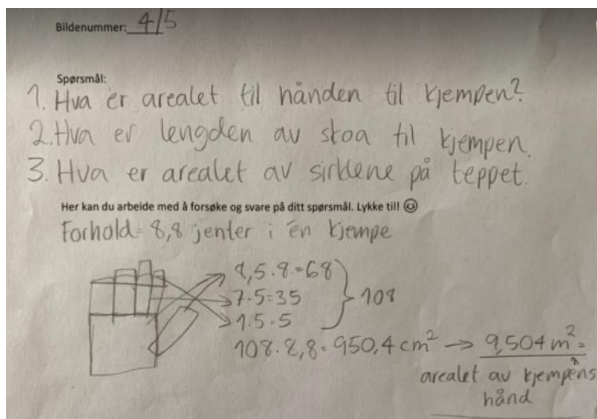 Bildenummer: 4/5
Spørsmål:
1. Hva er arealet til hånden til kjempen?
2. Hva er lengden av skoa til kjempen.
3. Hva er arealet av sirklene på teppet.
Her kan du arbeide med å forsøke og svare på ditt spørsmål. Lykke til! ☺
Forhold= 8,8 jenter i én kjempe
8,5·8=68
7·5=35
1·5=5
108
108·8,8=950,4 cm² → 9,504 m² =
arealet av kjempens
hånd